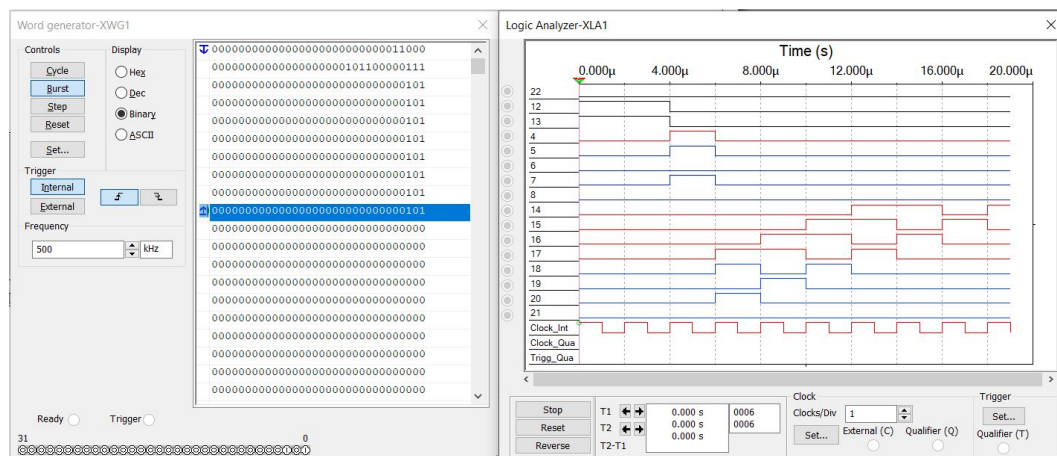 Word generator-XWG1
Controls
Cycle
Burst
Step
Reset
Set...
Display
Hex
Dec
Binary
ASCII
Trigger
Internal
External
Frequency
500
kHz
00000000000000000000000000011000
00000000000000000000101100000111
00000000000000000000000000000101
00000000000000000000000000000101
00000000000000000000000000000101
00000000000000000000000000000101
00000000000000000000000000000101
00000000000000000000000000000101
00000000000000000000000000000101
00000000000000000000000000000101
00000000000000000000000000000000
00000000000000000000000000000000
00000000000000000000000000000000
00000000000000000000000000000000
00000000000000000000000000000000
00000000000000000000000000000000
00000000000000000000000000000000
00000000000000000000000000000000
00000000000000000000000000000000
00000000000000000000000000000000
Ready
Trigger
31 0
Logic Analyzer-XLA1
Time (s)
0.000µ 4.000µ 8.000µ 12.000µ 16.000µ 20.000µ
22
12
13
4
5
6
7
8
14
15
16
17
18
19
20
21
Clock_Int
Clock_Qua
Trigg_Qua
Stop
Reset
Reverse
T1 0.000 s 0006
T2 0.000 s 0006
T2-T1 0.000 s
Clock
Clocks/Div 1
Set... External (C) Qualifier (Q)
Trigger
Set...
Qualifier (T)